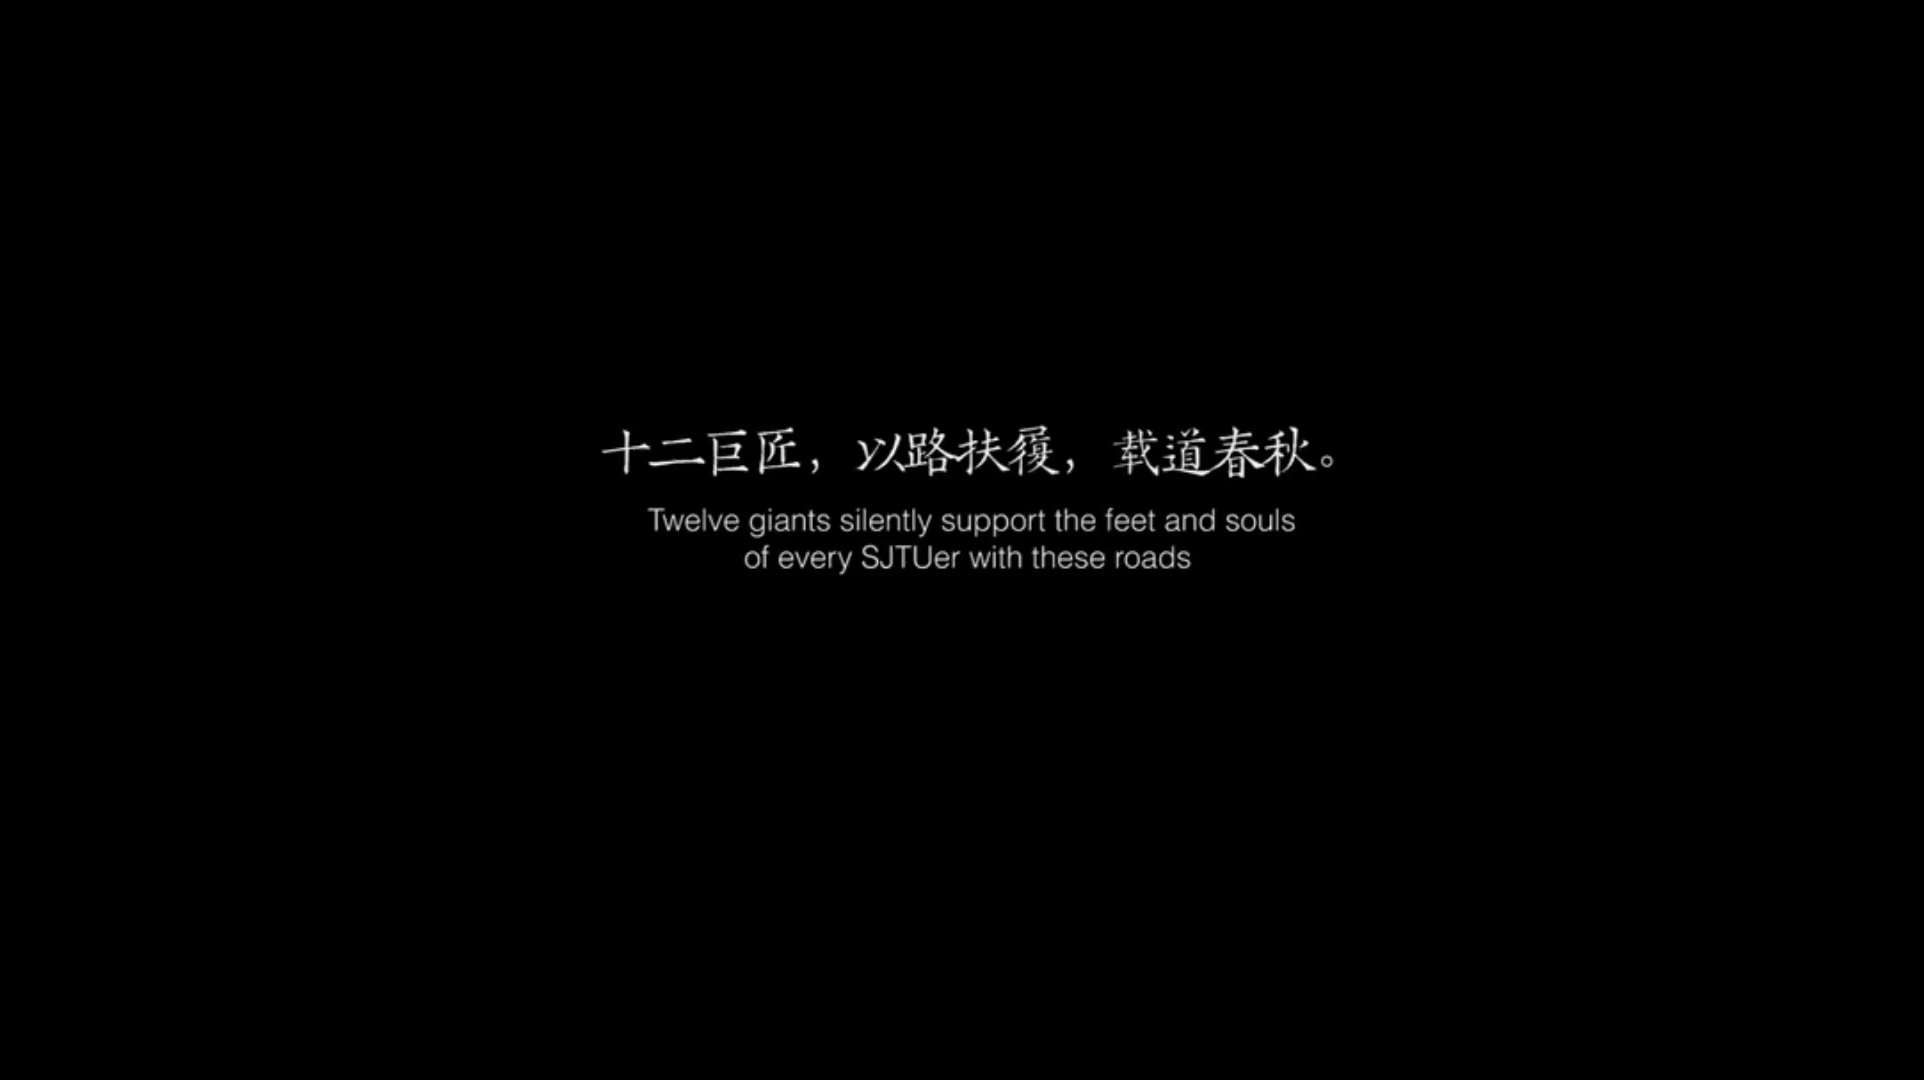 十二巨匠，以路扶履，载道春秋。
Twelve giants silently support the feet and souls
of every SJTUer with these roads